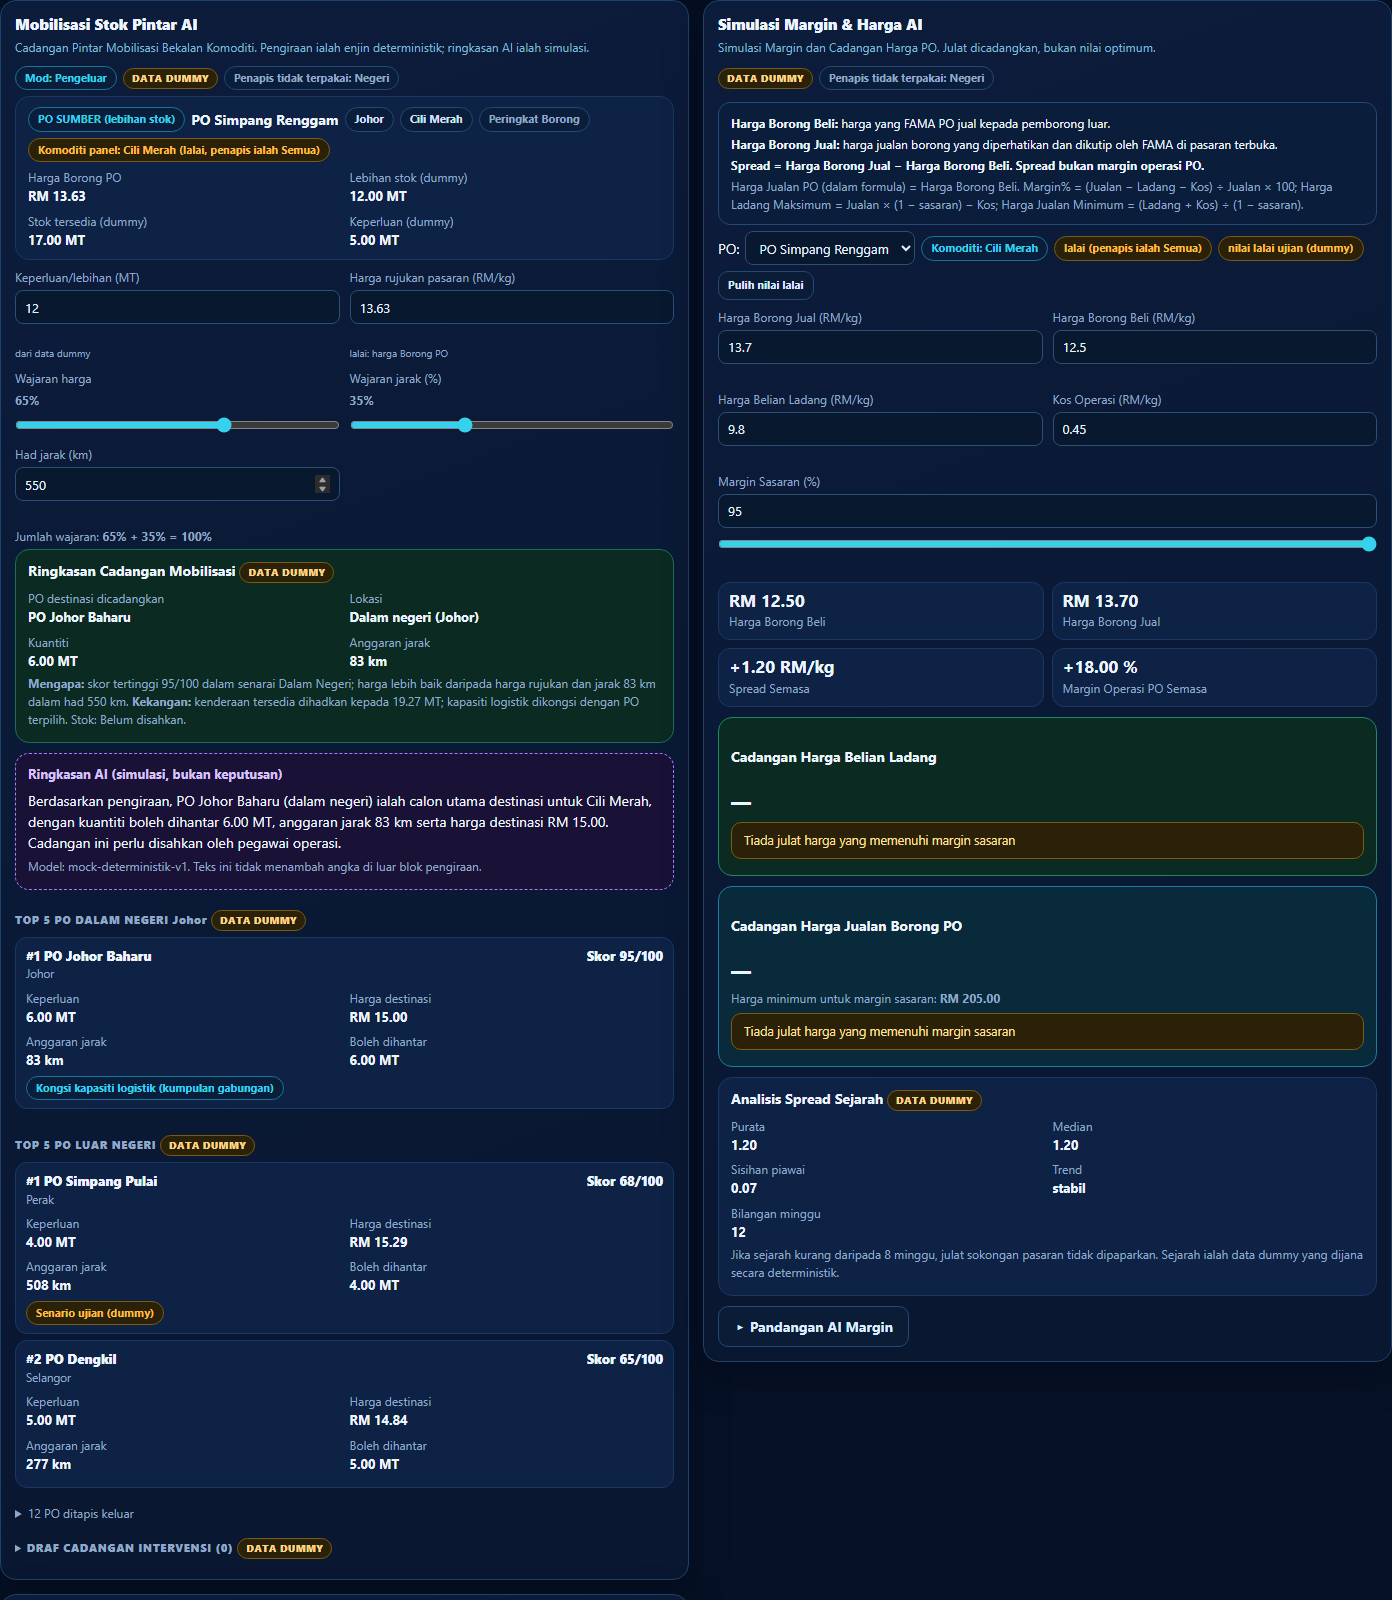 Mobilisasi Stok Pintar AI
Cadangan Pintar Mobilisasi Bekalan Komoditi. Pengiraan ialah enjin deterministik; ringkasan AI ialah simulasi.
Mod: Pengeluar DATA DUMMY Penapis tidak terpakai: Negeri
PO SUMBER (lebihan stok) PO Simpang Renggam Johor Cili Merah Peringkat Borong
Komoditi panel: Cili Merah (lalai, penapis ialah Semua)
Harga Borong PO Lebihan stok (dummy)
RM 13.63 12.00 MT
Stok tersedia (dummy) Keperluan (dummy)
17.00 MT 5.00 MT
Keperluan/lebihan (MT) Harga rujukan pasaran (RM/kg)
12 13.63
dari data dummy lalai: harga Borong PO
Wajaran harga Wajaran jarak (%)
65% 35%
Had jarak (km)
550
Jumlah wajaran: 65% + 35% = 100%
Ringkasan Cadangan Mobilisasi DATA DUMMY
PO destinasi dicadangkan Lokasi
PO Johor Baharu Dalam negeri (Johor)
Kuantiti Anggaran jarak
6.00 MT 83 km
Mengapa: skor tertinggi 95/100 dalam senarai Dalam Negeri; harga lebih baik daripada harga rujukan dan jarak 83 km
dalam had 550 km. Kekangan: kenderaan tersedia dihadkan kepada 19.27 MT; kapasiti logistik dikongsi dengan PO
terpilih. Stok: Belum disahkan.
Ringkasan AI (simulasi, bukan keputusan)
Berdasarkan pengiraan, PO Johor Baharu (dalam negeri) ialah calon utama destinasi untuk Cili Merah,
dengan kuantiti boleh dihantar 6.00 MT, anggaran jarak 83 km serta harga destinasi RM 15.00.
Cadangan ini perlu disahkan oleh pegawai operasi.
Model: mock-deterministik-v1. Teks ini tidak menambah angka di luar blok pengiraan.
TOP 5 PO DALAM NEGERI Johor DATA DUMMY
#1 PO Johor Baharu Skor 95/100
Johor
Keperluan Harga destinasi
6.00 MT RM 15.00
Anggaran jarak Boleh dihantar
83 km 6.00 MT
Kongsi kapasiti logistik (kumpulan gabungan)
TOP 5 PO LUAR NEGERI DATA DUMMY
#1 PO Simpang Pulai Skor 68/100
Perak
Keperluan Harga destinasi
4.00 MT RM 15.29
Anggaran jarak Boleh dihantar
508 km 4.00 MT
Senario ujian (dummy)
#2 PO Dengkil Skor 65/100
Selangor
Keperluan Harga destinasi
5.00 MT RM 14.84
Anggaran jarak Boleh dihantar
277 km 5.00 MT
▶ 12 PO ditapis keluar
▶ DRAF CADANGAN INTERVENSI (0) DATA DUMMY
Simulasi Margin & Harga AI
Simulasi Margin dan Cadangan Harga PO. Julat dicadangkan, bukan nilai optimum.
DATA DUMMY Penapis tidak terpakai: Negeri
Harga Borong Beli: harga yang FAMA PO jual kepada pemborong luar.
Harga Borong Jual: harga jualan borong yang diperhatikan dan dikutip oleh FAMA di pasaran terbuka.
Spread = Harga Borong Jual − Harga Borong Beli. Spread bukan margin operasi PO.
Harga Jualan PO (dalam formula) = Harga Borong Beli. Margin% = (Jualan − Ladang − Kos) ÷ Jualan × 100; Harga
Ladang Maksimum = Jualan × (1 − sasaran) − Kos; Harga Jualan Minimum = (Ladang + Kos) ÷ (1 − sasaran).
PO: PO Simpang Renggam Komoditi: Cili Merah lalai (penapis ialah Semua) nilai lalai ujian (dummy)
Pulih nilai lalai
Harga Borong Jual (RM/kg) Harga Borong Beli (RM/kg)
13.7 12.5
Harga Belian Ladang (RM/kg) Kos Operasi (RM/kg)
9.8 0.45
Margin Sasaran (%)
95
RM 12.50 RM 13.70
Harga Borong Beli Harga Borong Jual
+1.20 RM/kg +18.00 %
Spread Semasa Margin Operasi PO Semasa
Cadangan Harga Belian Ladang
—
Tiada julat harga yang memenuhi margin sasaran
Cadangan Harga Jualan Borong PO
—
Harga minimum untuk margin sasaran: RM 205.00
Tiada julat harga yang memenuhi margin sasaran
Analisis Spread Sejarah DATA DUMMY
Purata Median
1.20 1.20
Sisihan piawai Trend
0.07 stabil
Bilangan minggu
12
Jika sejarah kurang daripada 8 minggu, julat sokongan pasaran tidak dipaparkan. Sejarah ialah data dummy yang dijana
secara deterministik.
▸ Pandangan AI Margin